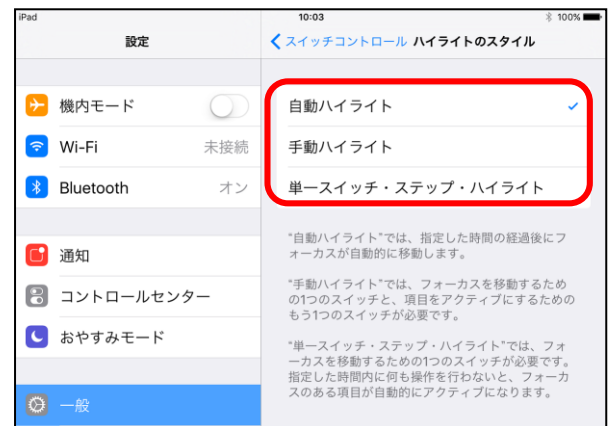 iPad 10:03 100%
設定
スイッチコントロール ハイライトのスタイル
機内モード
Wi-Fi 未接続
Bluetooth オン
通知
コントロールセンター
おやすみモード
一般
自動ハイライト
手動ハイライト
単一スイッチ・ステップ・ハイライト
“自動ハイライト”では、指定した時間の経過後にフ
ォーカスが自動的に移動します。
“手動ハイライト”では、フォーカスを移動するため
の1つのスイッチと、項目をアクティブにするための
もう1つのスイッチが必要です。
“単一スイッチ・ステップ・ハイライト”では、フォ
ーカスを移動するための1つのスイッチが必要です。
指定した時間内に何も操作を行わないと、フォーカ
スのある項目が自動的にアクティブになります。